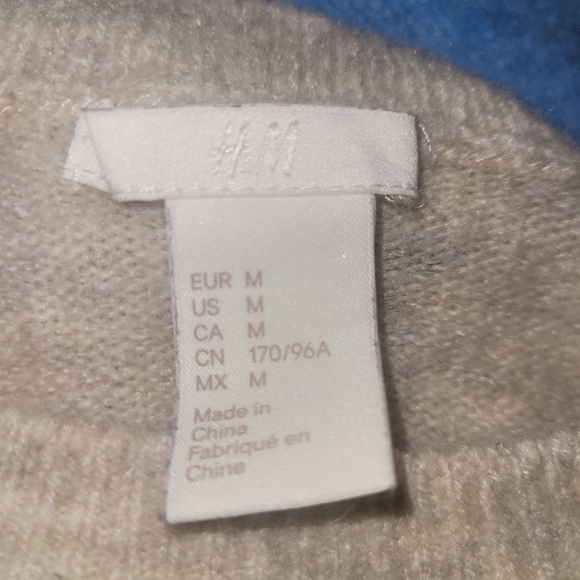 H&M
EUR M
US M
CA M
CN 170/96A
MX M
Made in
China
Fabriqué en
Chine